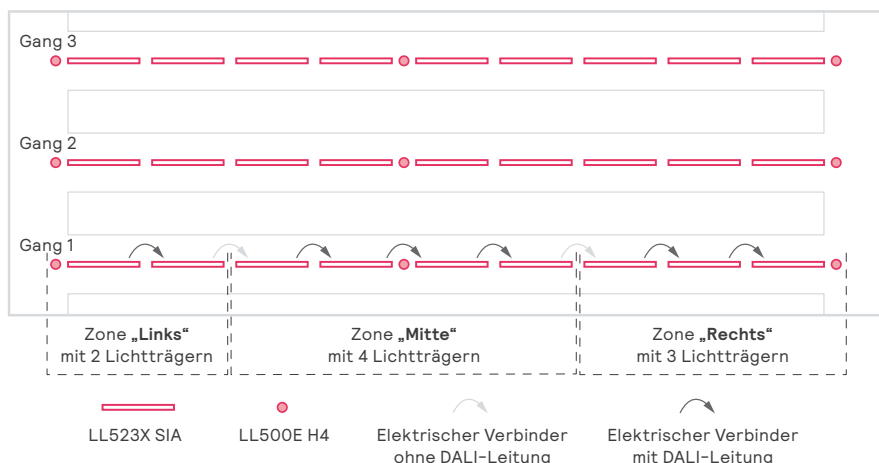 Gang 3
Gang 2
Gang 1
Zone „Links“
mit 2 Lichtträgern
Zone „Mitte“
mit 4 Lichtträgern
Zone „Rechts“
mit 3 Lichtträgern
LL523X SIA
LL500E H4
Elektrischer Verbinder
ohne DALI-Leitung
Elektrischer Verbinder
mit DALI-Leitung